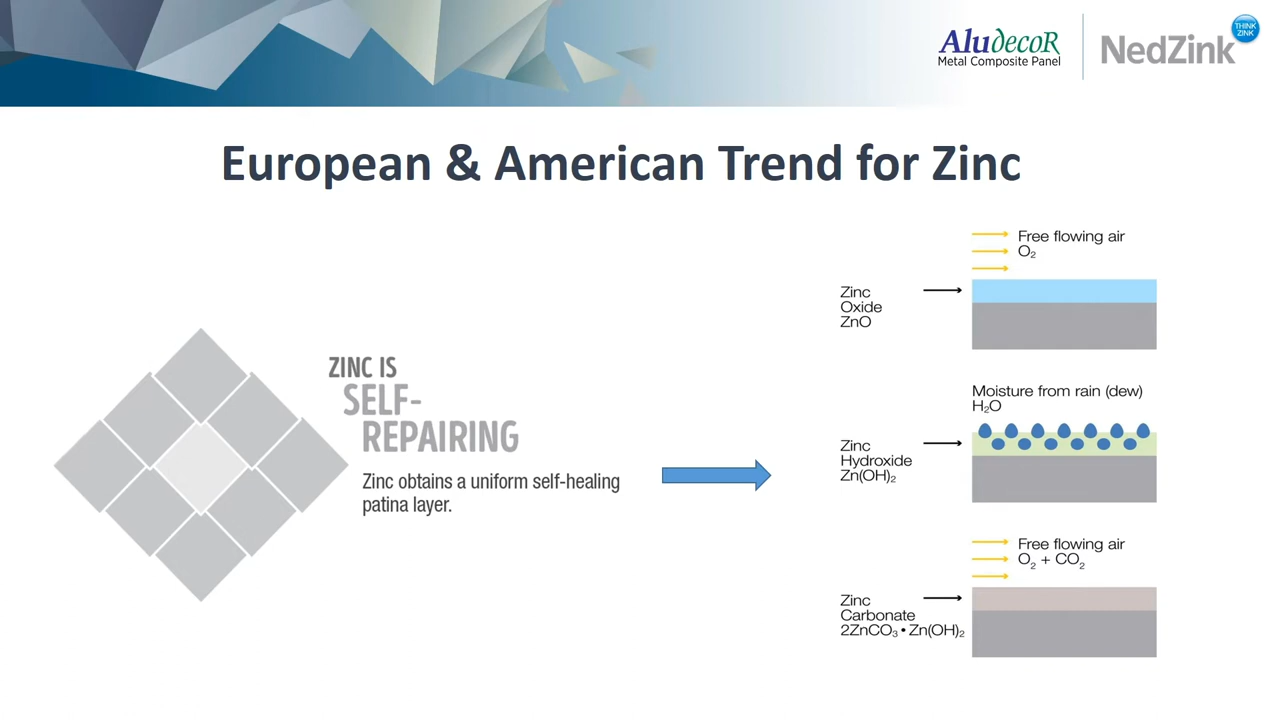 AludecoR
Metal Composite Panel
NedZink
THINK
ZINK
European & American Trend for Zinc
ZINC IS
SELF-
REPAIRING
Zinc obtains a uniform self-healing
patina layer.
Free flowing air
O₂
Zinc
Oxide
ZnO
Moisture from rain (dew)
H₂O
Zinc
Hydroxide
Zn(OH)₂
Free flowing air
O₂ + CO₂
Zinc
Carbonate
2ZnCO₃•Zn(OH)₂